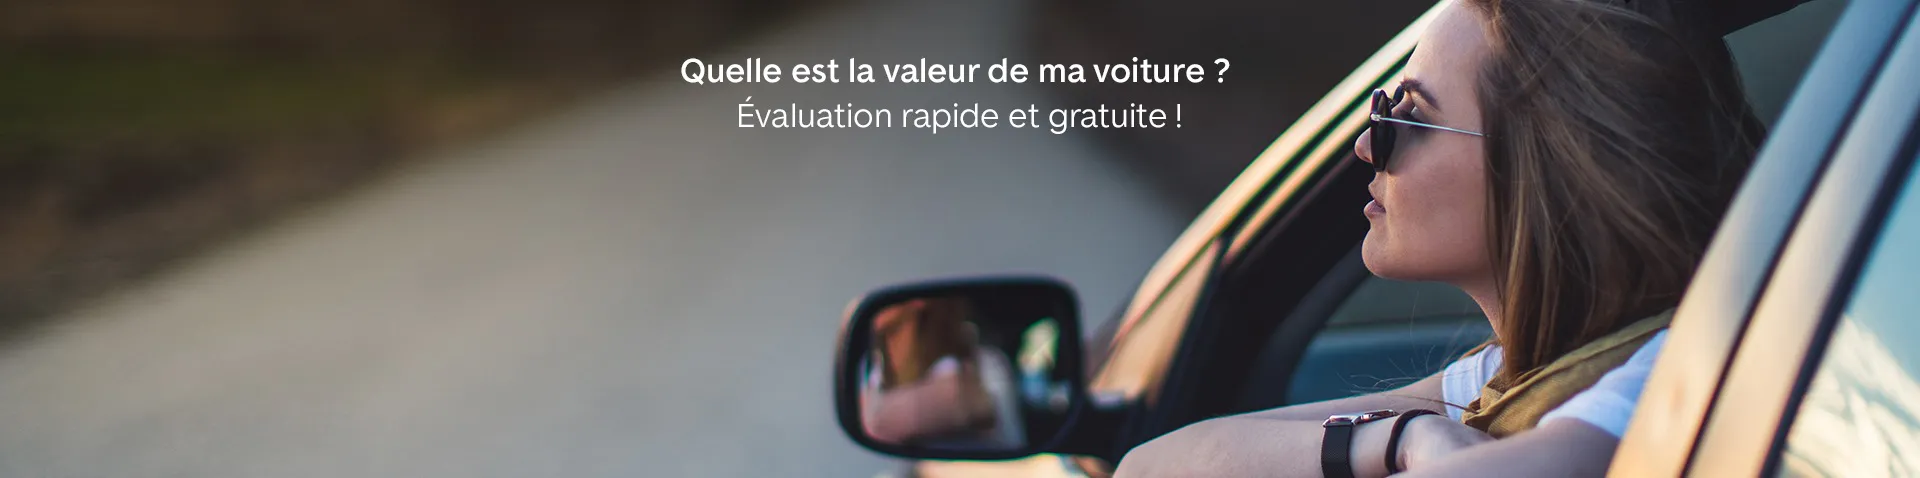 Quelle est la valeur de ma voiture ?
Évaluation rapide et gratuite !